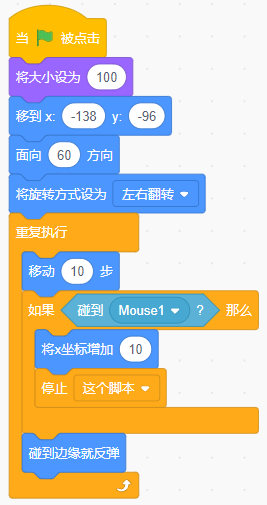 当 被点击
将大小设为 100
移到 x: -138 y: -96
面向 60 方向
将旋转方式设为 左右翻转
重复执行
移动 10 步
如果 碰到 Mouse1 ? 那么
将x坐标增加 10
停止 这个脚本
碰到边缘就反弹